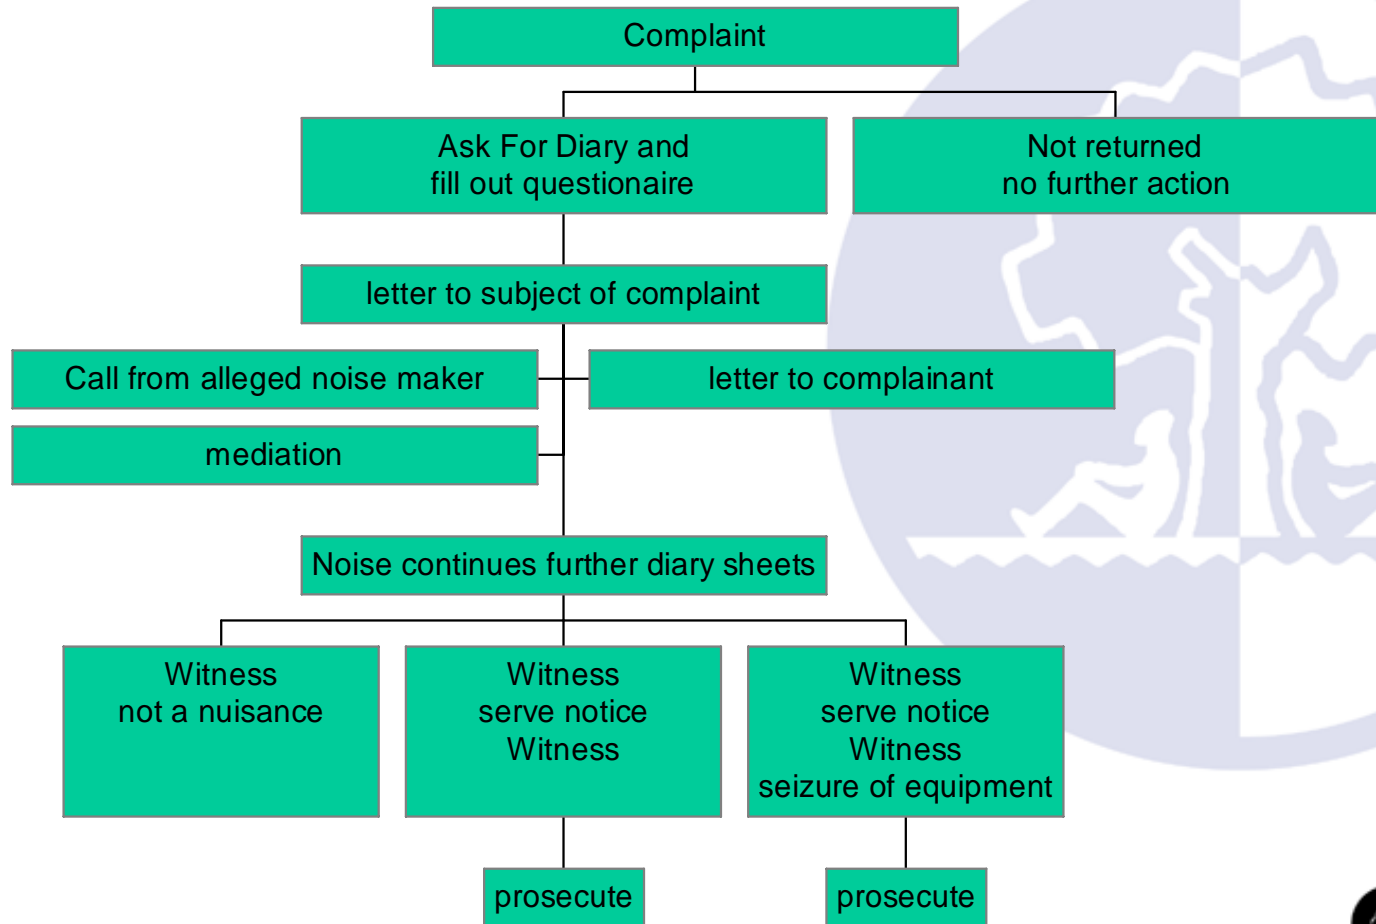 Complaint
Ask For Diary and
fill out questionaire
Not returned
no further action
letter to subject of complaint
Call from alleged noise maker
letter to complainant
mediation
Noise continues further diary sheets
Witness
not a nuisance
Witness
serve notice
Witness
Witness
serve notice
Witness
seizure of equipment
prosecute
prosecute